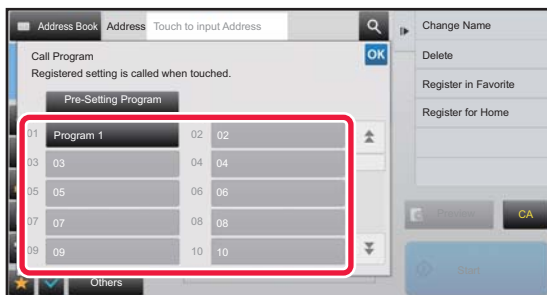 Address Book Address Touch to input Address
Call Program
OK
Registered setting is called when touched.
Pre-Setting Program
01 Program 1 02 02
03 03 04 04
05 05 06 06
07 07 08 08
09 09 10 10
Others
Change Name
Delete
Register in Favorite
Register for Home
Preview
CA
Start